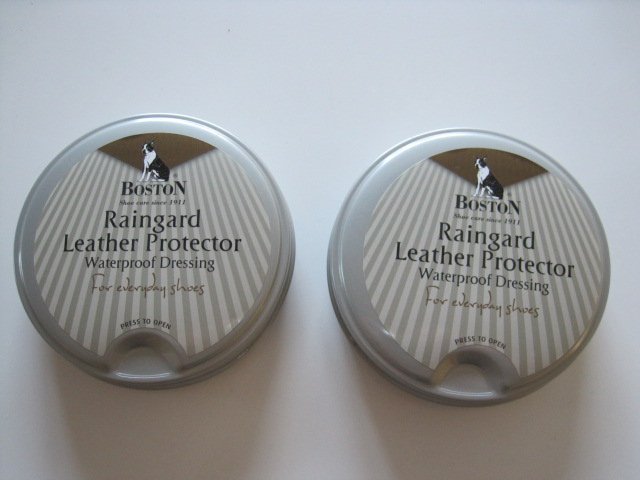 BOSTON
Shoe care since 1911
Raingard
Leather Protector
Waterproof Dressing
For everyday shoes
PRESS TO OPEN
BOSTON
Shoe care since 1911
Raingard
Leather Protector
Waterproof Dressing
For everyday shoes
PRESS TO OPEN